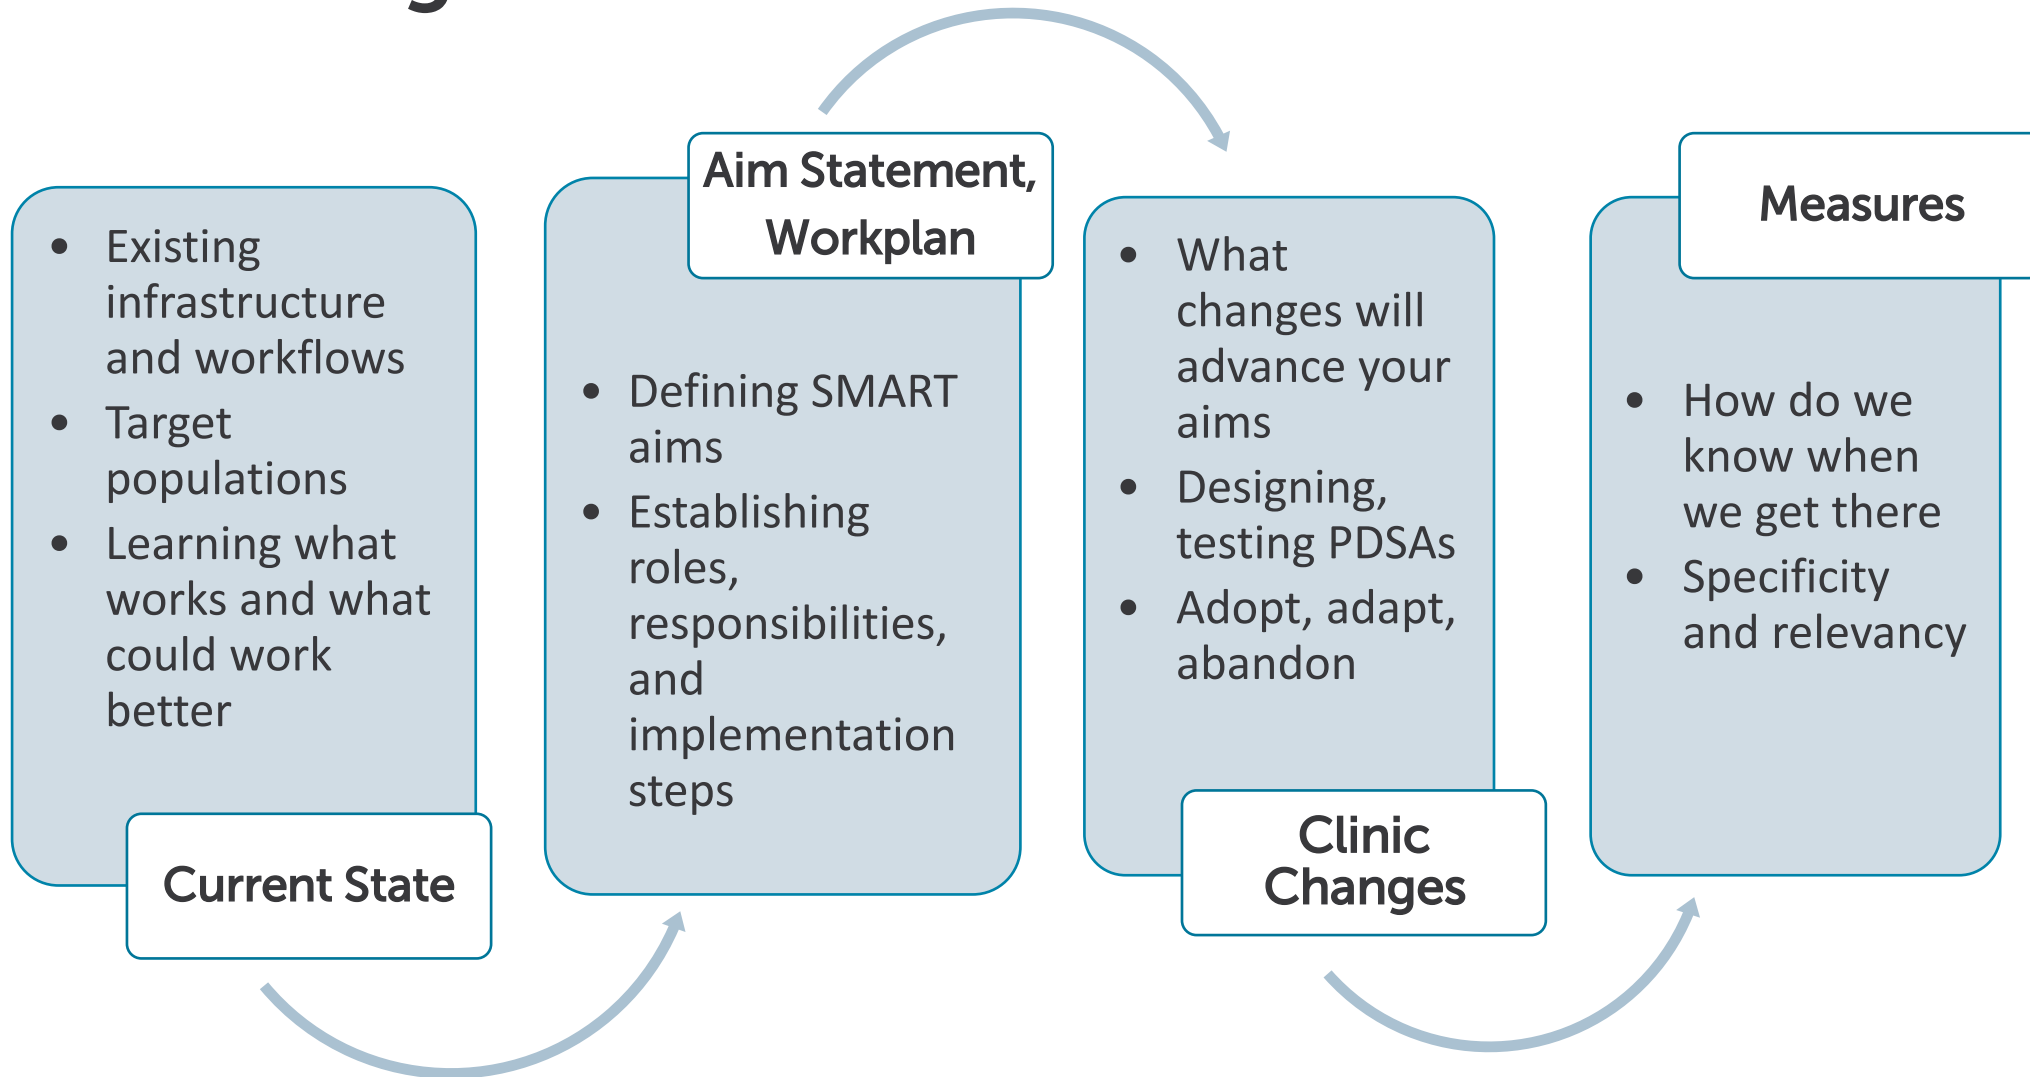 • Existing
infrastructure
and workflows
• Target
populations
• Learning what
works and what
could work
better
Current State
Aim Statement,
Workplan
• Defining SMART
aims
• Establishing
roles,
responsibilities,
and
implementation
steps
• What
changes will
advance your
aims
• Designing,
testing PDSAs
• Adopt, adapt,
abandon
Clinic
Changes
Measures
• How do we
know when
we get there
• Specificity
and relevancy